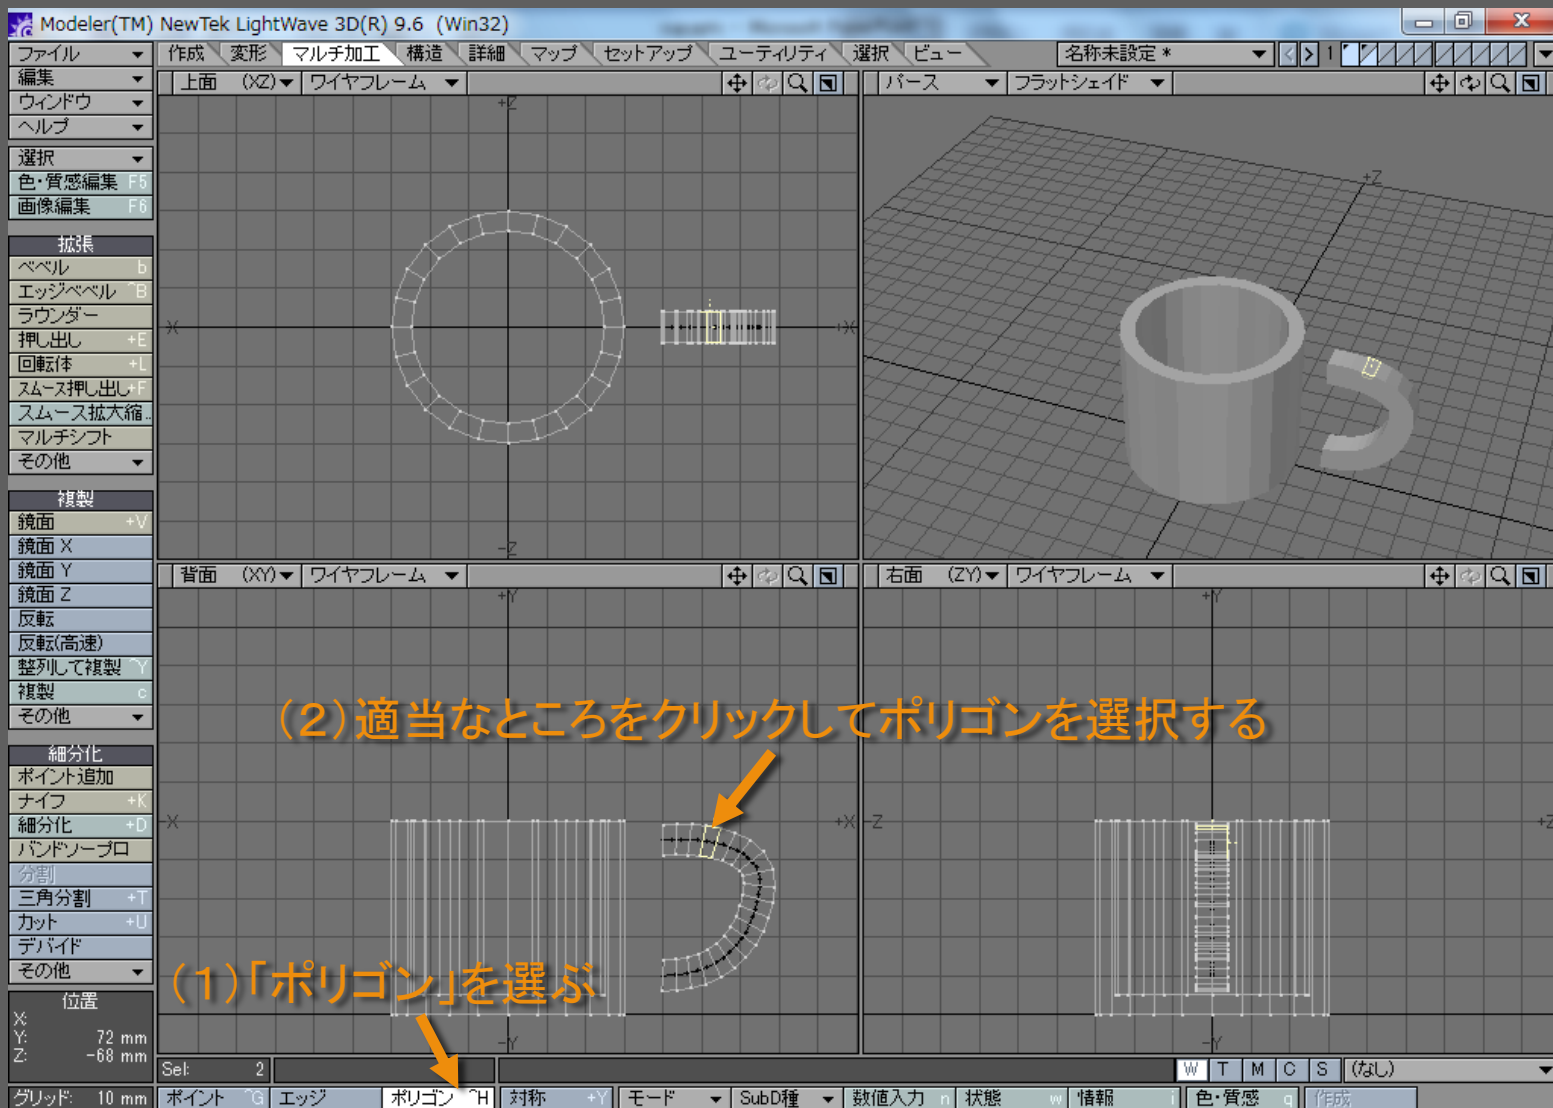 Modeler(TM) NewTek LightWave 3D(R) 9.6 (Win32)
ファイル 作成 変形 マルチ加工 構造 詳細 マップ セットアップ ユーティリティ 選択 ビュー 名称未設定 * 1
編集
ウィンドウ
ヘルプ
選択
色・質感編集 F5
画像編集 F6
拡張
ベベル b
エッジベベル ^B
ラウンダー
押し出し +E
回転体 +L
スムース押し出し +F
スムース拡大縮..
マルチシフト
その他
複製
鏡面 +V
鏡面 X
鏡面 Y
鏡面 Z
反転
反転(高速)
整列して複製 ^Y
複製 c
その他
細分化
ポイント追加
ナイフ +K
細分化 +D
バンドソープロ
分割
三角分割 +T
カット +U
デバイド
その他
位置
X:
Y: 72 mm
Z: -68 mm
グリッド: 10 mm
上面 (XZ) ワイヤフレーム
+Z
-X +X
-Z
パース フラットシェイド
+Z
背面 (XY) ワイヤフレーム
+Y
-X +X
-Y
右面 (ZY) ワイヤフレーム
+Y
-Z +Z
-Y
(2)適当なところをクリックしてポリゴンを選択する
(1)「ポリゴン」を選ぶ
Sel: 2 W T M C S (なし)
ポイント ^G エッジ ポリゴン ^H 対称 +Y モード SubD種 数値入力 n 状態 w 情報 i 色・質感 q 作成